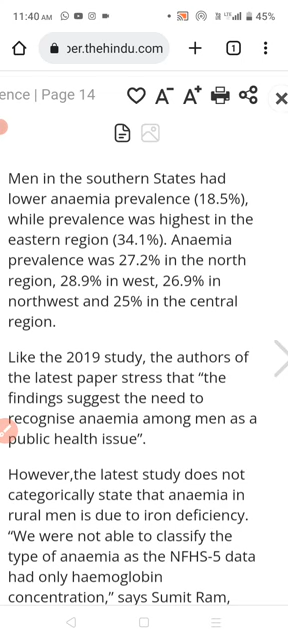 11:40 AM
45%
per.thehindu.com
1
ence | Page 14
A-
A+
Men in the southern States had
lower anaemia prevalence (18.5%),
while prevalence was highest in the
eastern region (34.1%). Anaemia
prevalence was 27.2% in the north
region, 28.9% in west, 26.9% in
northwest and 25% in the central
region.
Like the 2019 study, the authors of
the latest paper stress that “the
findings suggest the need to
recognise anaemia among men as a
public health issue”.
However,the latest study does not
categorically state that anaemia in
rural men is due to iron deficiency.
“We were not able to classify the
type of anaemia as the NFHS-5 data
had only haemoglobin
concentration,” says Sumit Ram,